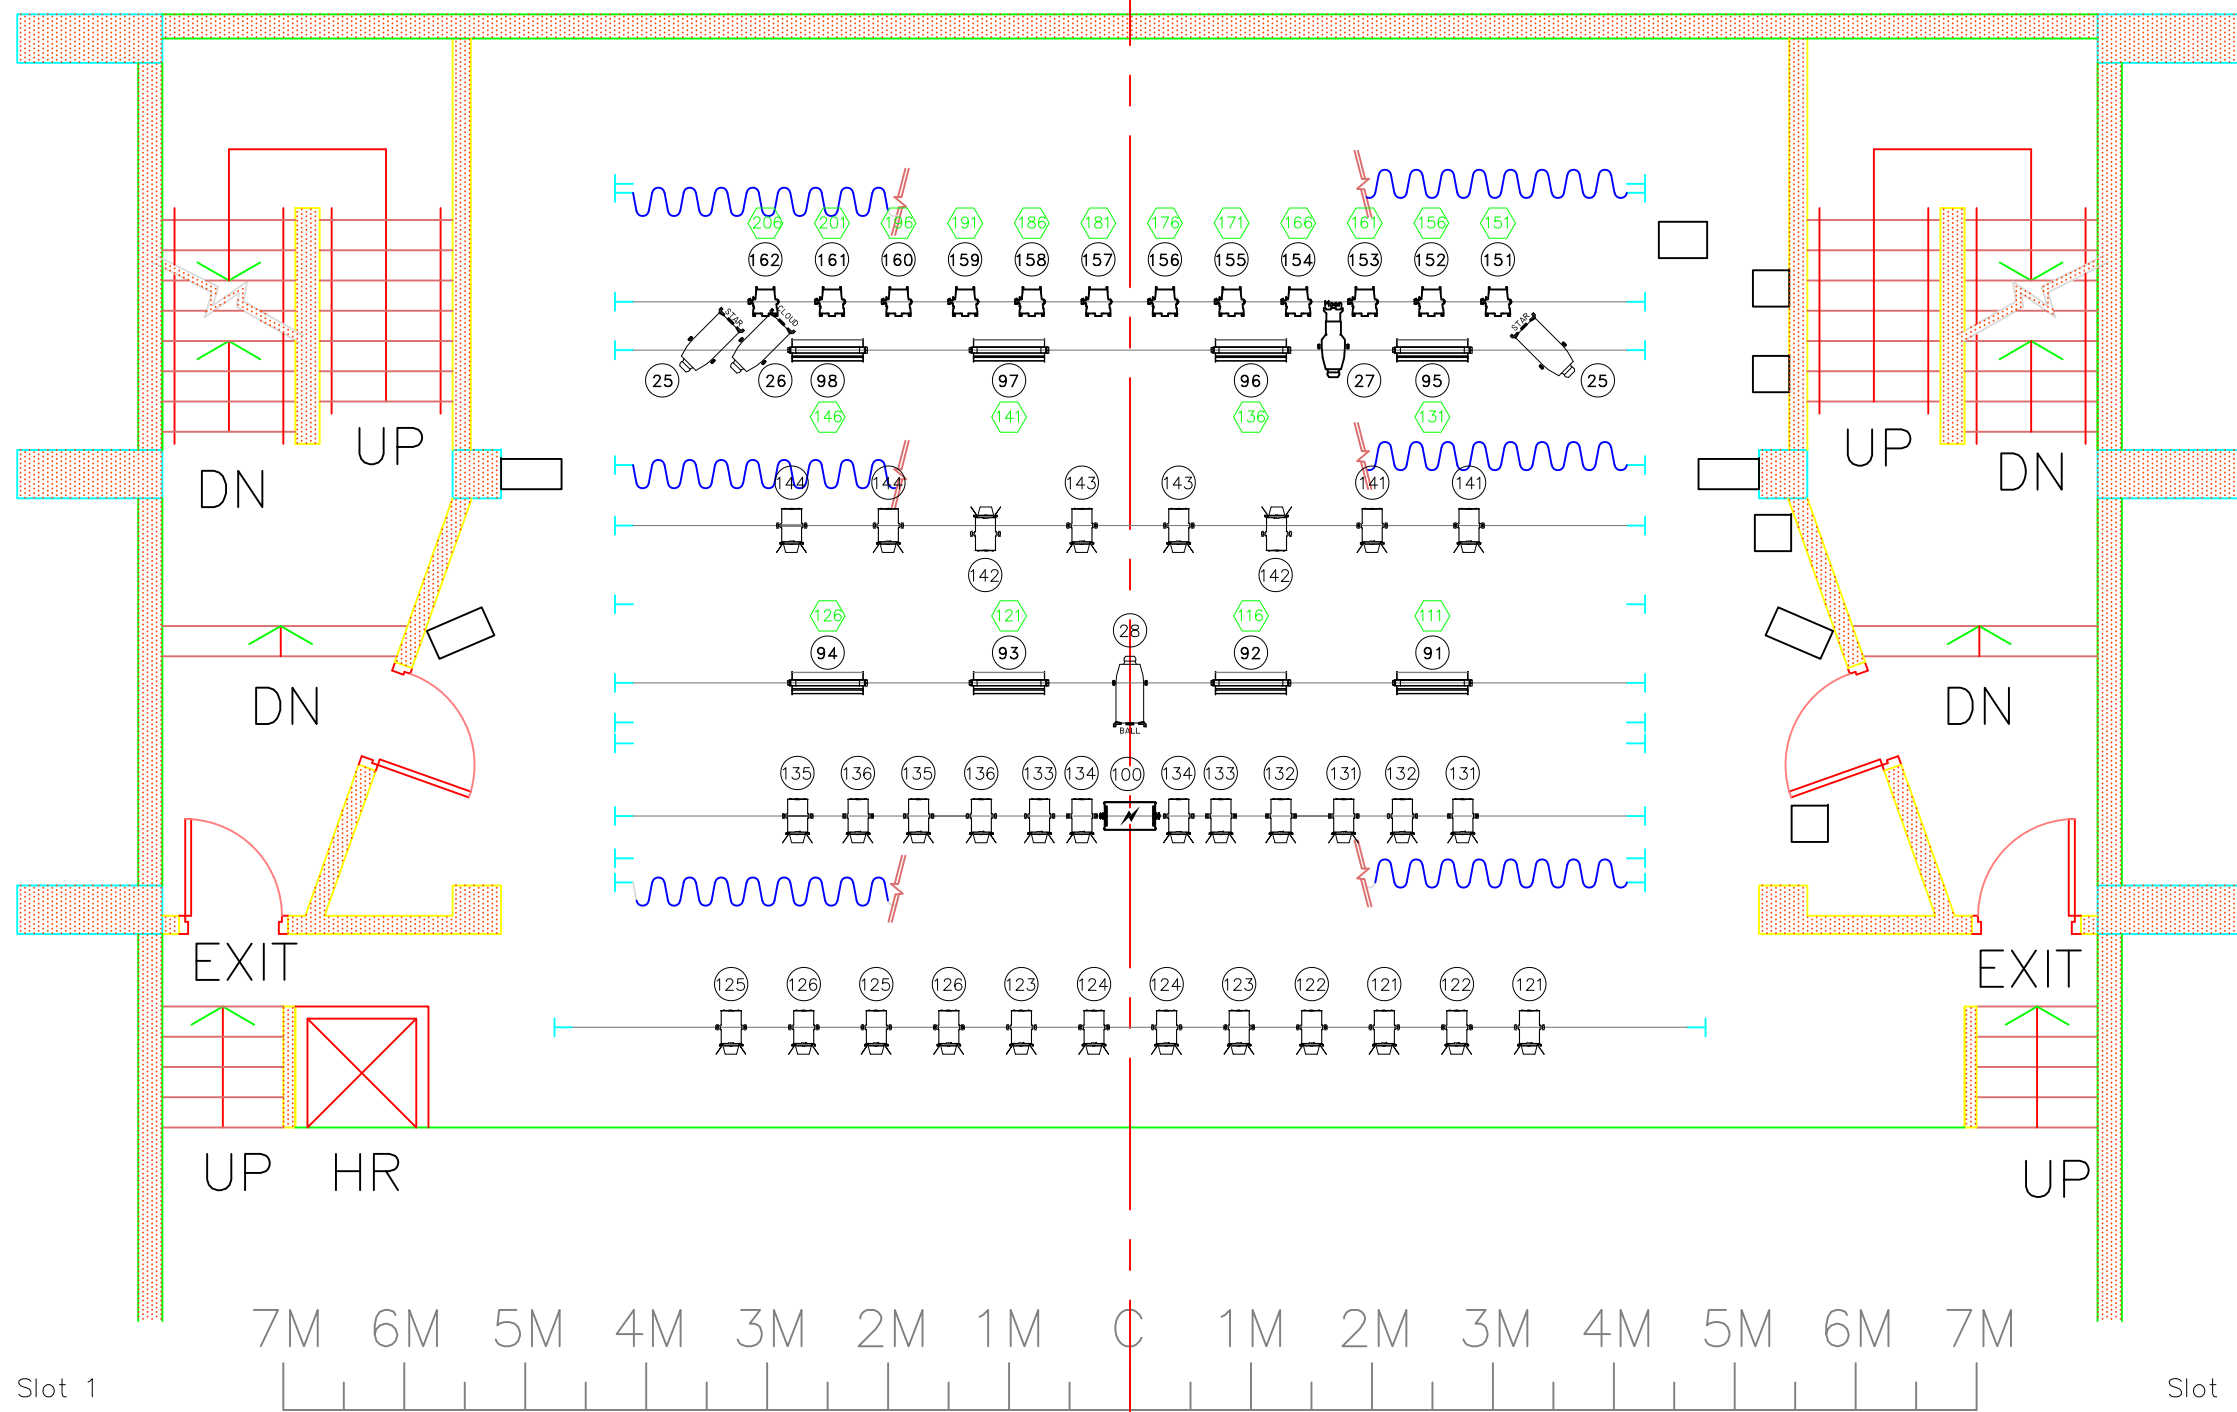 206 201 196 191 186 181 176 171 166 161 156 151
162 161 160 159 158 157 156 155 154 153 152 151
STAR CLOUD Moon STAR
25 26 98 97 96 27 95 25
146 141 136 131
UP UP
DN DN
144 144 143 143 141 141
142 142
126 121 116 111
28
94 93 92 91
DN DN
BALL
135 136 135 136 133 134 100 134 133 132 131 132 131
EXIT EXIT
125 126 125 126 123 124 124 123 122 121 122 121
UP HR UP
7M 6M 5M 4M 3M 2M 1M C 1M 2M 3M 4M 5M 6M 7M
Slot 1 Slot